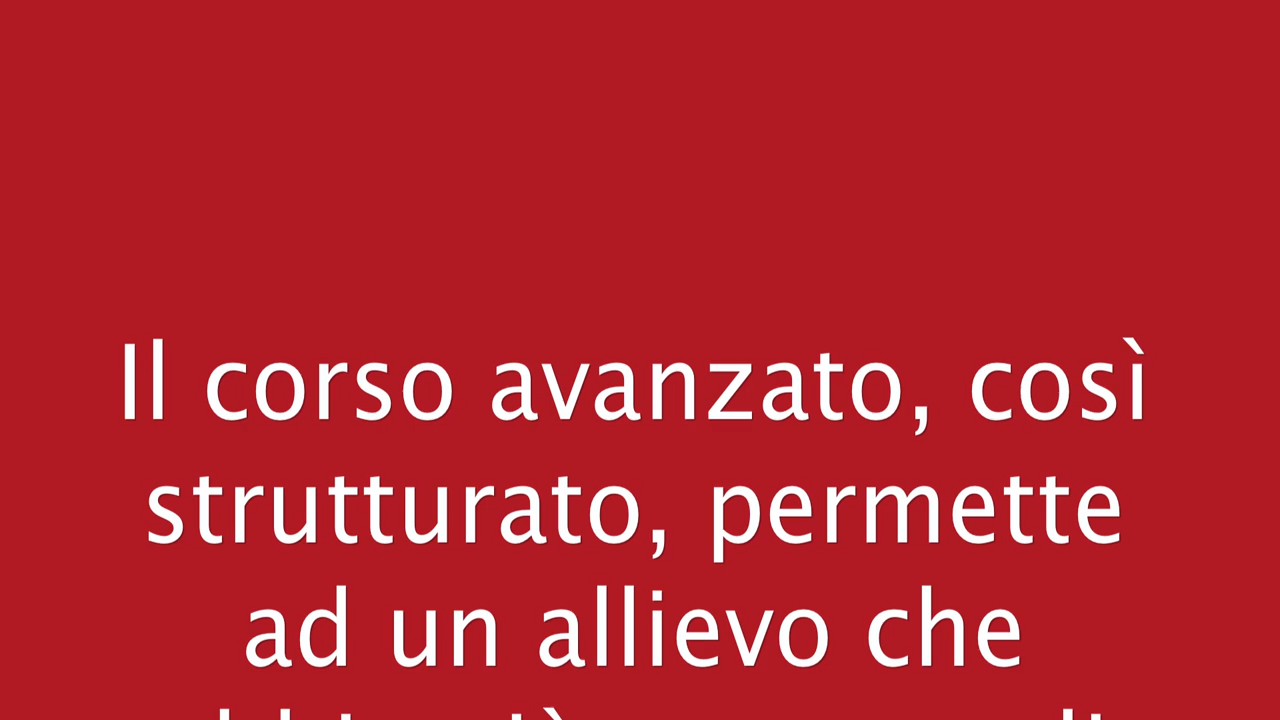 Il corso avanzato, così
strutturato, permette
ad un allievo che